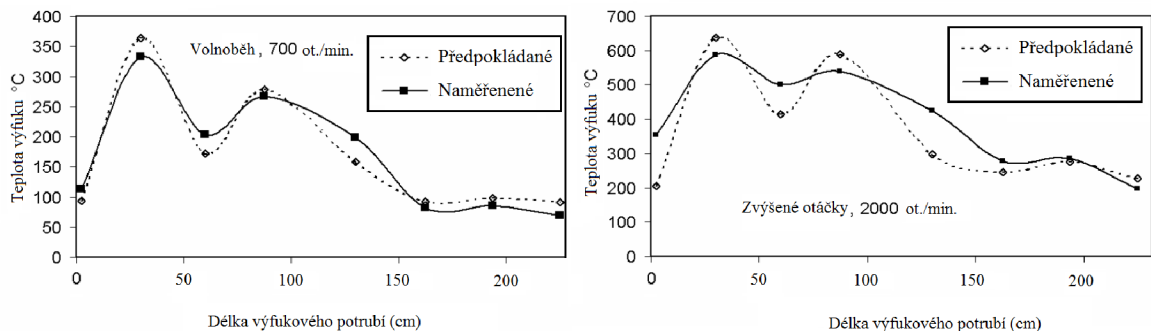 Teplota výfuku °C
400
350
300
250
200
150
100
50
0
Volnoběh , 700 ot./min.
Předpokládané
Naměřenené
0
50
100
150
200
Délka výfukového potrubí (cm)
Teplota výfuku °C
700
600
500
400
300
200
100
0
Předpokládané
Naměřenené
Zvýšené otáčky , 2000 ot./min.
0
50
100
150
200
Délka výfukového potrubí (cm)